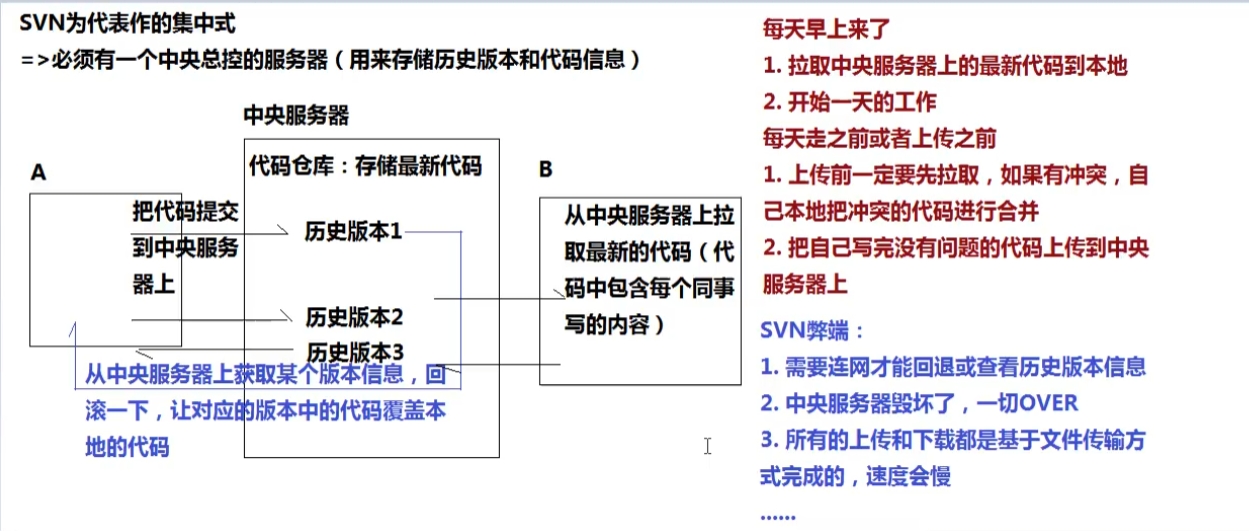 SVN为代表作的集中式
=>必须有一个中央总控的服务器（用来存储历史版本和代码信息）
中央服务器
代码仓库：存储最新代码
A
把代码提交
到中央服务
器上
历史版本1
历史版本2
历史版本3
从中央服务器上获取某个版本信息，回
滚一下，让对应的版本中的代码覆盖本
地的代码
B
从中央服务器上拉
取最新的代码（代
码中包含每个同事
写的内容）
每天早上来了
1. 拉取中央服务器上的最新代码到本地
2. 开始一天的工作
每天走之前或者上传之前
1. 上传前一定要先拉取，如果有冲突，自
己本地把冲突的代码进行合并
2. 把自己写完没有问题的代码上传到中央
服务器上
SVN弊端：
1. 需要连网才能回退或查看历史版本信息
2. 中央服务器毁坏了，一切OVER
3. 所有的上传和下载都是基于文件传输方
式完成的，速度会慢
......